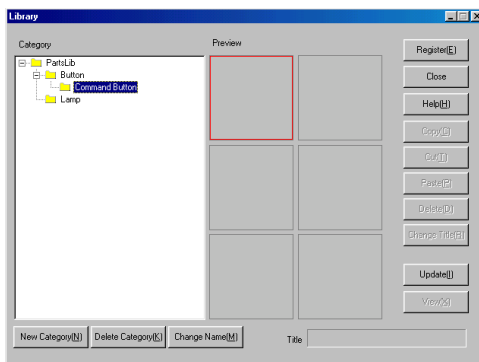 Library
Category
Preview
PartsLib
Button
Command Button
Lamp
Register(E)
Close
Help(H)
Copy(C)
Cut(T)
Paste(P)
Delete(D)
Change Title(R)
Update(I)
View(X)
New Category(N)
Delete Category(K)
Change Name(M)
Title